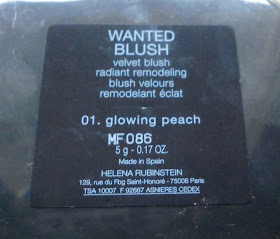 WANTED
BLUSH
velvet blush
radiant remodeling
blush velours
remodelant éclat
01. glowing peach
MF086
5 g - 0.17 OZ.
Made in Spain
HELENA RUBINSTEIN
129, rue du Fbg Saint-Honoré - 75008 Paris
TSA 10007 F 92667 ASNIERES CEDEX